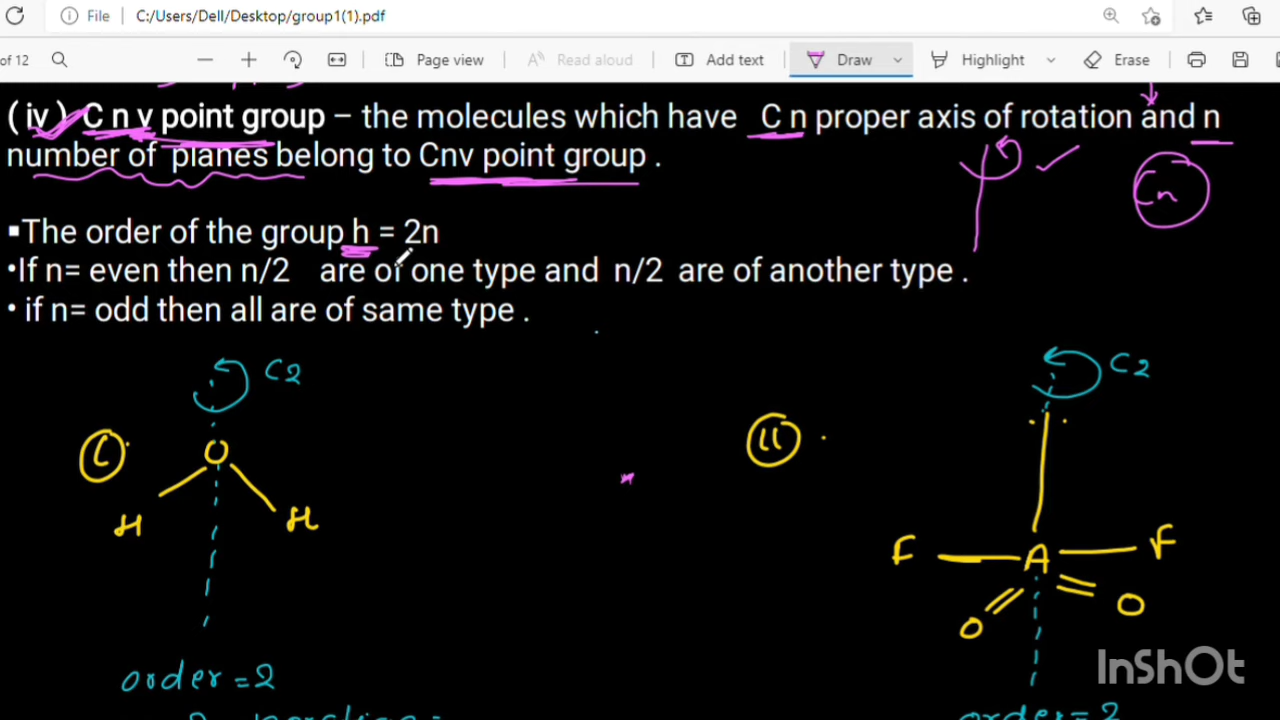 File C:/Users/Dell/Desktop/group1(1).pdf
of 12 Page view Read aloud Add text Draw Highlight Erase
(iv) C n v point group – the molecules which have C n proper axis of rotation and n
number of planes belong to Cnv point group .
Cn
▪The order of the group h = 2n
•If n= even then n/2 are of one type and n/2 are of another type .
• if n= odd then all are of same type .
C2
C2
(i)
O
H H
(ii)
F A F
O O
InShOt
order = 2
order = 2